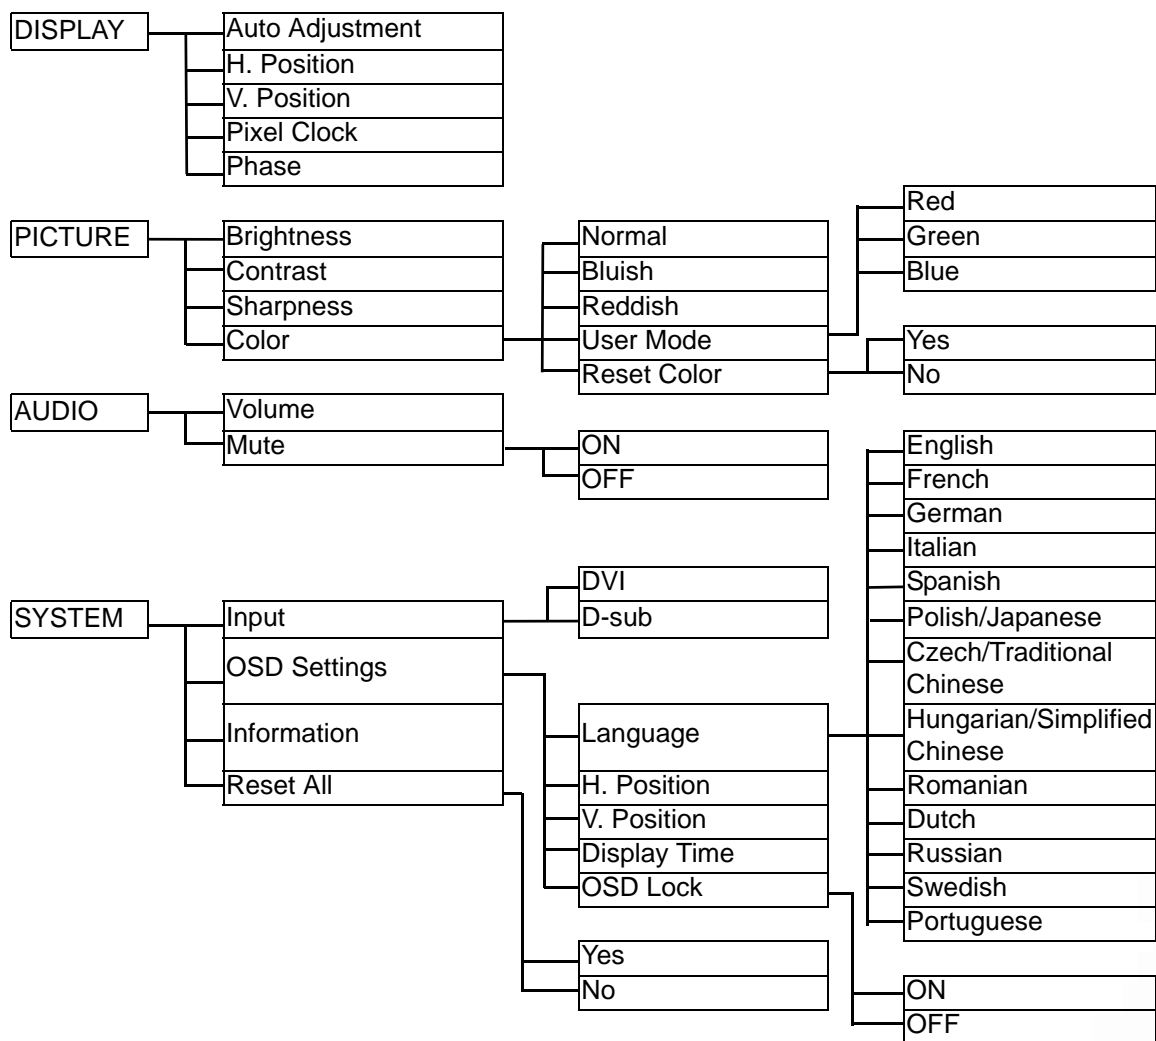 DISPLAY
Auto Adjustment
H. Position
V. Position
Pixel Clock
Phase
PICTURE
Brightness
Contrast
Sharpness
Color
Normal
Bluish
Reddish
User Mode
Reset Color
Red
Green
Blue
Yes
No
AUDIO
Volume
Mute
ON
OFF
SYSTEM
Input
OSD Settings
Information
Reset All
DVI
D-sub
Language
H. Position
V. Position
Display Time
OSD Lock
Yes
No
English
French
German
Italian
Spanish
Polish/Japanese
Czech/Traditional
Chinese
Hungarian/Simplified
Chinese
Romanian
Dutch
Russian
Swedish
Portuguese
ON
OFF